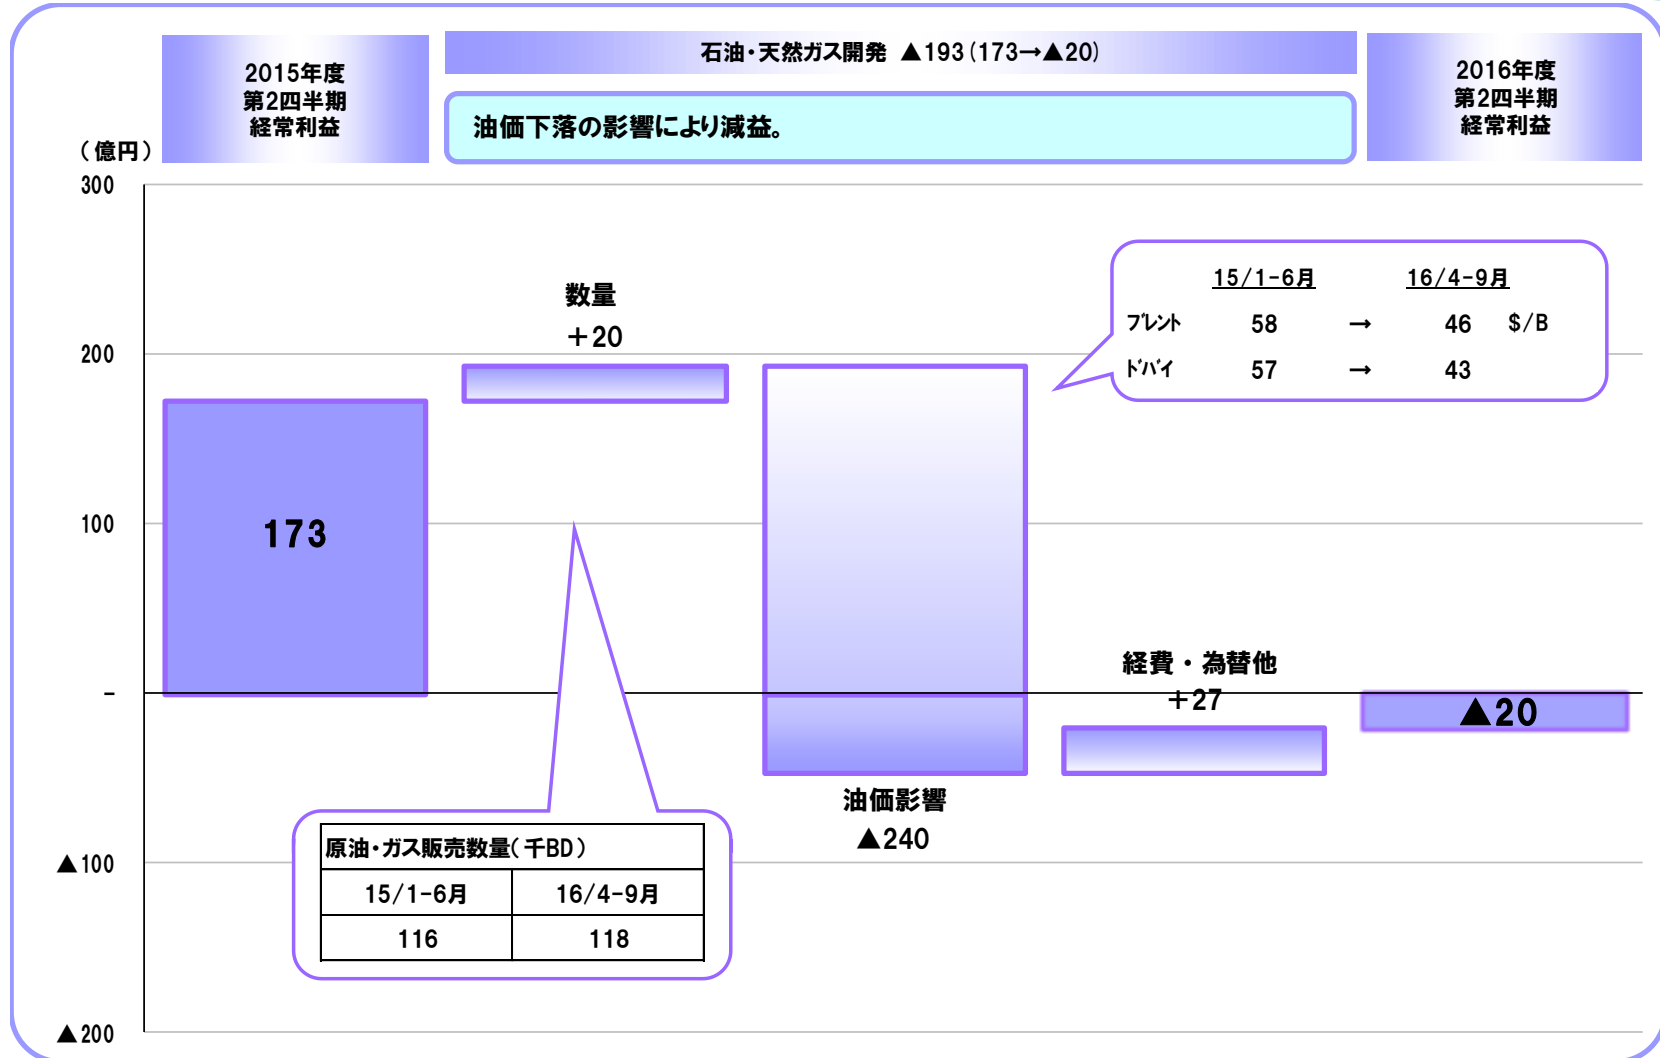 2015年度
第2四半期
経常利益
石油・天然ガス開発 ▲193(173→▲20)
油価下落の影響により減益。
2016年度
第2四半期
経常利益
(億円)
300
200
100
-
▲100
▲200
173
数量
+20
15/1-6月 16/4-9月
ブレント 58 → 46 $/B
ドバイ 57 → 43
油価影響
▲240
経費・為替他
+27
▲20
原油・ガス販売数量(千BD)
15/1-6月 16/4-9月
116 118